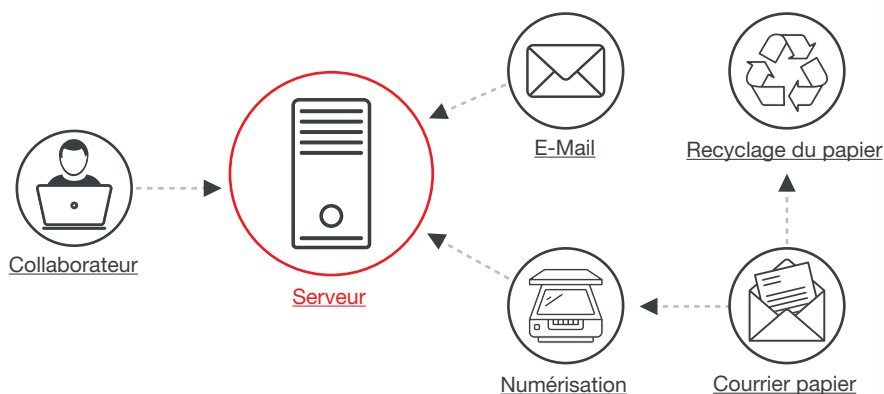 E-Mail
Recyclage du papier
Collaborateur
Serveur
Numérisation
Courrier papier